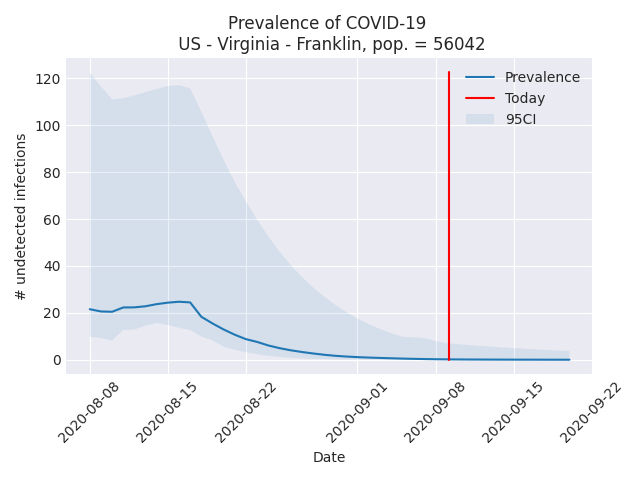 Prevalence of COVID-19
US - Virginia - Franklin, pop. = 56042
Prevalence
Today
95CI
# undetected infections
120
100
80
60
40
20
0
2020-08-08
2020-08-15
2020-08-22
2020-09-01
2020-09-08
2020-09-15
2020-09-22
Date